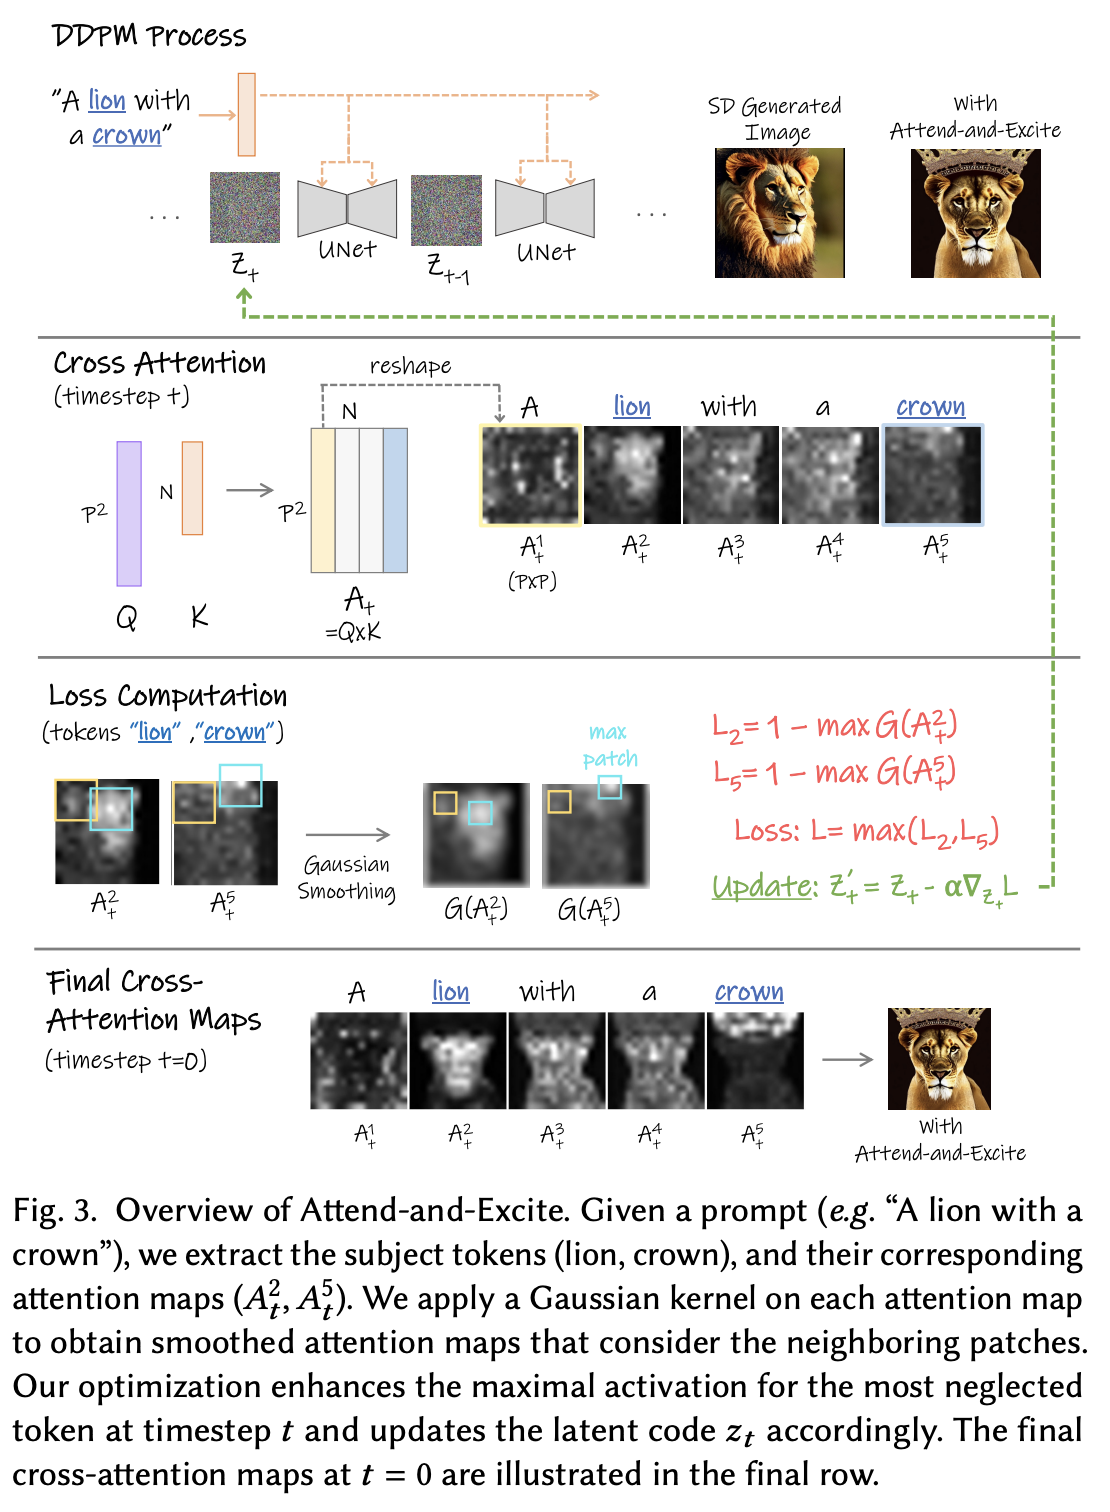 DDPM Process
"A lion with
a crown"
SD Generated
Image
With
Attend-and-Excite
. . .
UNet
UNet
. . .
z_t
z_{t-1}
Cross Attention
(timestep t)
reshape
N
A lion with a crown
P²
N
P²
A_t^1 A_t^2 A_t^3 A_t^4 A_t^5
(PxP)
Q
K
A_t
=QxK
Loss Computation
(tokens "lion" ,"crown")
max
patch
L_2 = 1 - max G(A_t^2)
L_5 = 1 - max G(A_t^5)
Loss: L= max(L_2,L_5)
Gaussian
Smoothing
Update: z'_t = z_t - α∇_{z_t} L
A_t^2 A_t^5
G(A_t^2) G(A_t^5)
Final Cross-
Attention Maps
(timestep t=0)
A lion with a crown
A_t^1 A_t^2 A_t^3 A_t^4 A_t^5
With
Attend-and-Excite
Fig. 3. Overview of Attend-and-Excite. Given a prompt (e.g. “A lion with a
crown”), we extract the subject tokens (lion, crown), and their corresponding
attention maps (A_t^2, A_t^5). We apply a Gaussian kernel on each attention map
to obtain smoothed attention maps that consider the neighboring patches.
Our optimization enhances the maximal activation for the most neglected
token at timestep t and updates the latent code z_t accordingly. The final
cross-attention maps at t = 0 are illustrated in the final row.